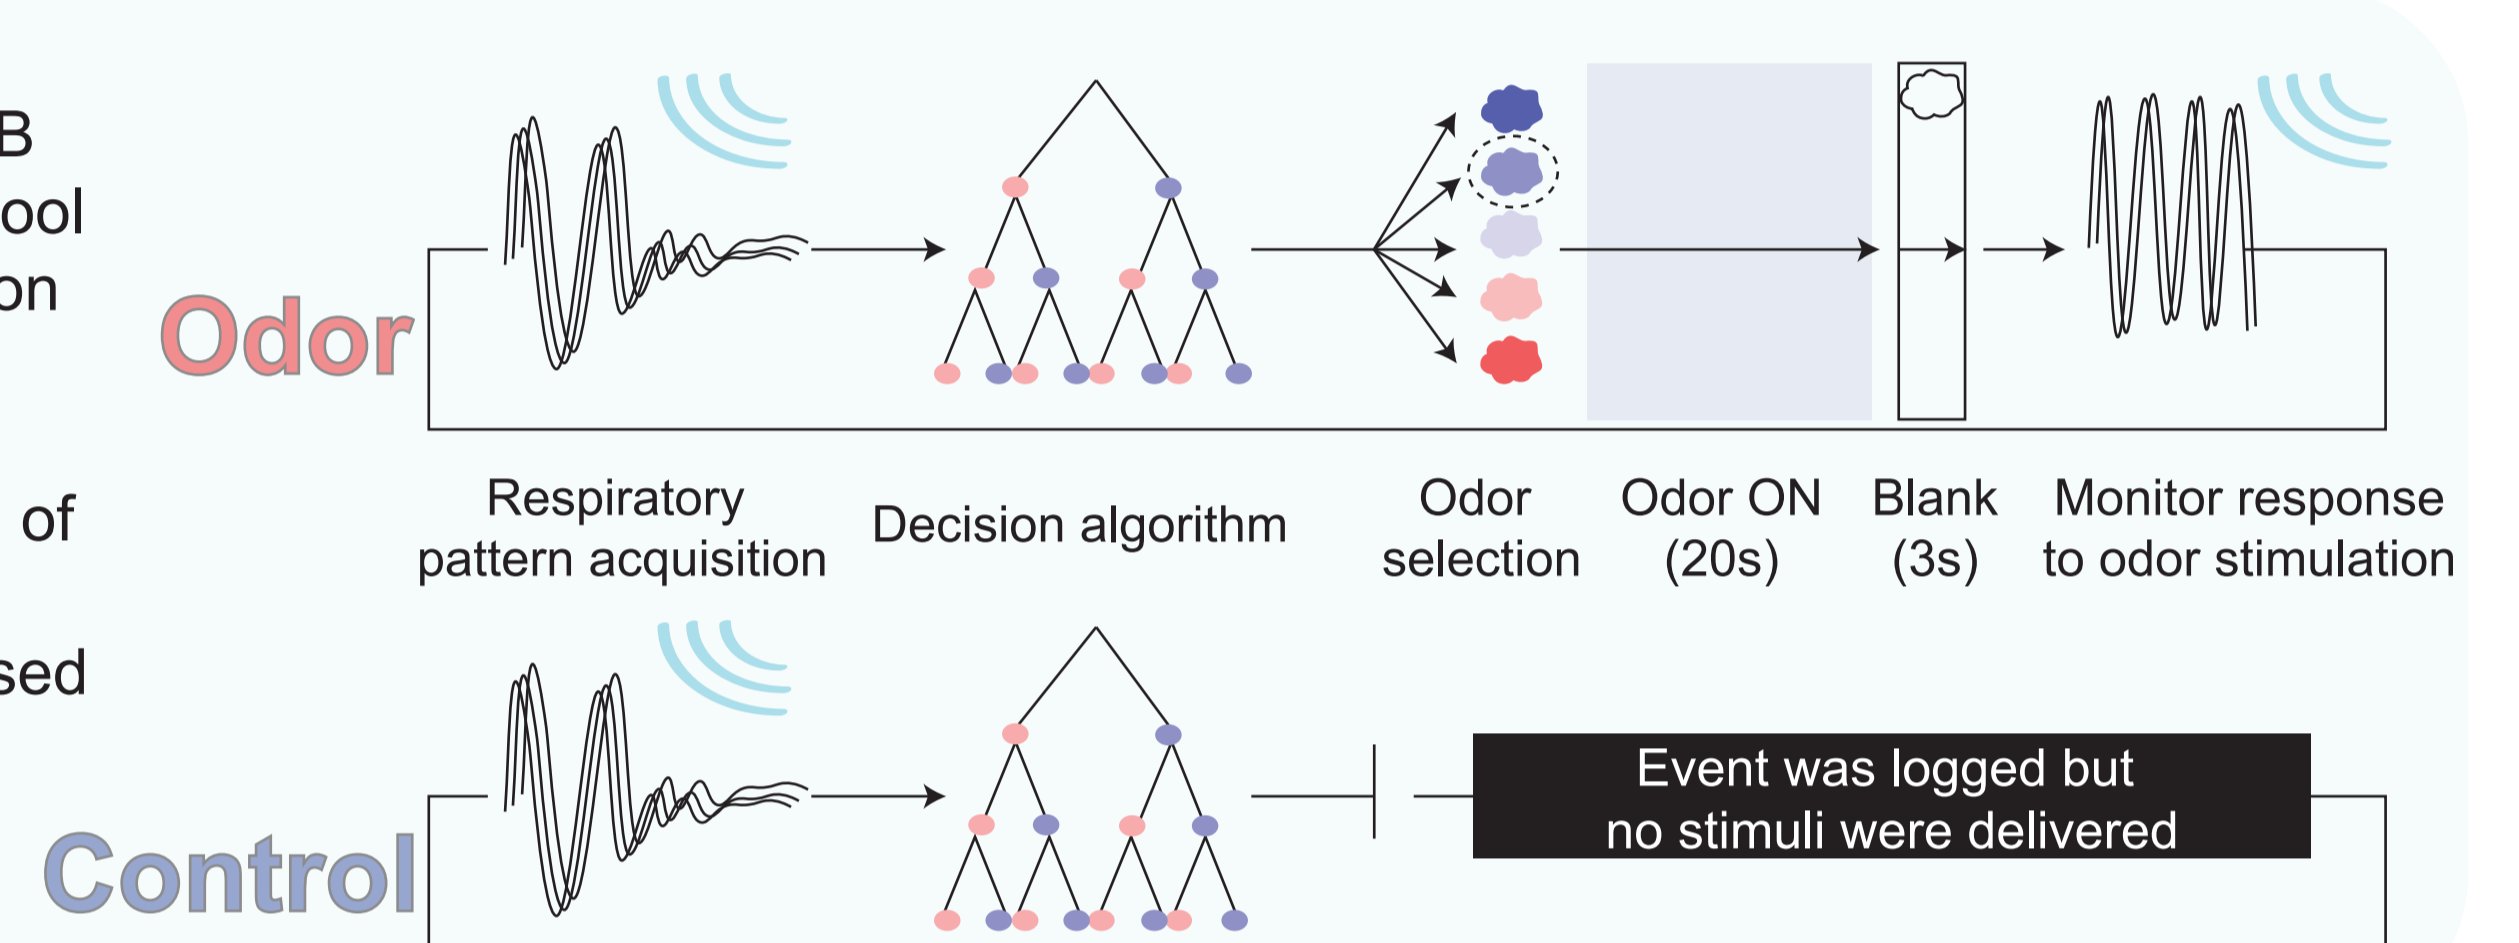 B
ool
on
Odor
Respiratory
pattern acquisition
Decision algorithm
Odor
selection
Odor ON
(20s)
Blank
(3s)
Monitor response
to odor stimulation
of
sed
Control
Event was logged but
no stimuli were delivered